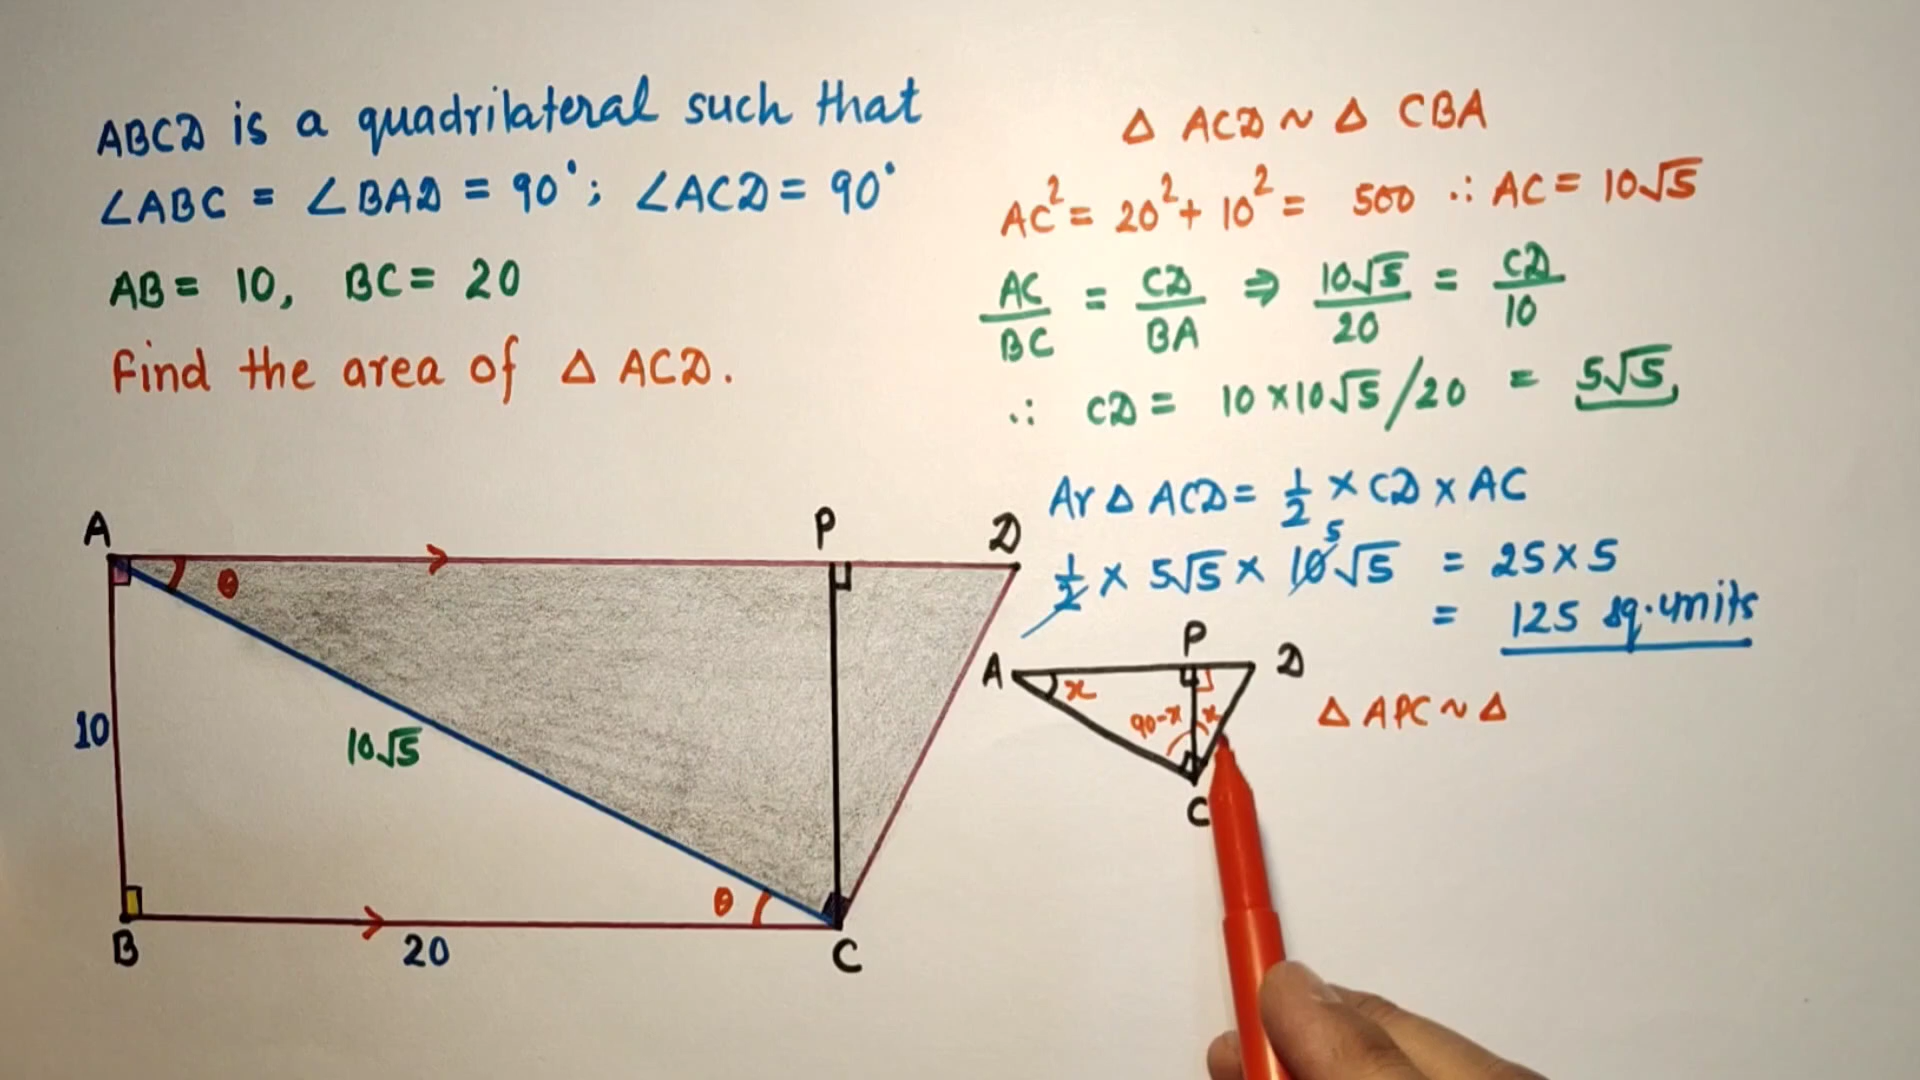 ABCD is a quadrilateral such that
∠ABC = ∠BAD = 90°; ∠ACD = 90°
AB = 10, BC = 20
Find the area of △ ACD.
△ ACD ~ △ CBA
AC² = 20² + 10² = 500 ∴ AC = 10√5
AC/BC = CD/BA ⇒ 10√5/20 = CD/10
∴ CD = 10 × 10√5/20 = 5√5
Ar △ ACD = 1/2 × CD × AC
1/2 × 5√5 × 10√5 = 25 × 5
5
= 125 sq. units
A P D
θ
10
10√5
θ
B 20 C
P
A D
x
90-x x
C
△ APC ~ △